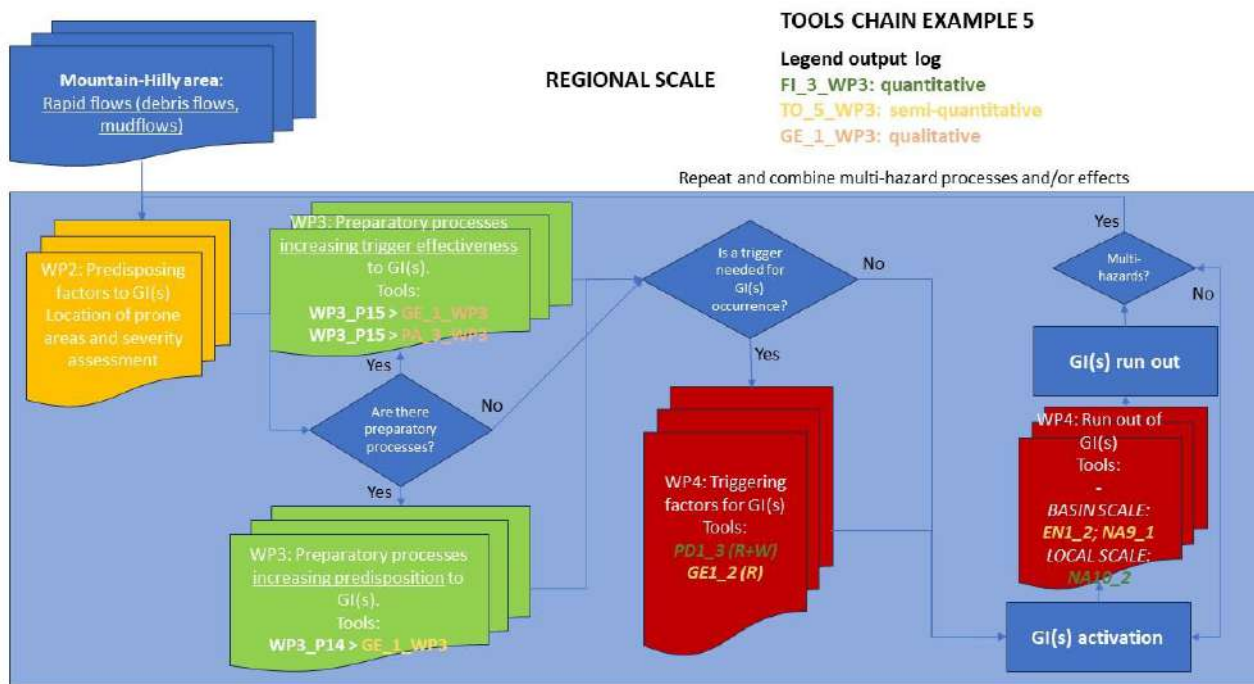 TOOLS CHAIN EXAMPLE 5
REGIONAL SCALE
Legend output log
FI_3_WP3: quantitative
TO_5_WP3: semi-quantitative
GE_1_WP3: qualitative
Mountain-Hilly area:
Rapid flows (debris flows,
mudflows)
Repeat and combine multi-hazard processes and/or effects
WP2: Predisposing
factors to GI(s)
Location of prone
areas and severity
assessment
WP3: Preparatory processes
increasing trigger effectiveness
to GI(s).
Tools:
WP3_P15 > GE_1_WP3
WP3_P15 > PA_3_WP3
Yes
Are there
preparatory
processes?
No
Yes
WP3: Preparatory processes
increasing predisposition to
GI(s).
Tools:
WP3_P14 > GE_1_WP3
Is a trigger
needed for
GI(s)
occurrence?
No
Yes
WP4: Triggering
factors for GI(s)
Tools:
PD1_3 (R+W)
GE1_2 (R)
Yes
Multi-
hazards?
No
GI(s) run out
WP4: Run out of
GI(s)
Tools:
-
BASIN SCALE:
EN1_2; NA9_1
LOCAL SCALE:
NA10_2
GI(s) activation